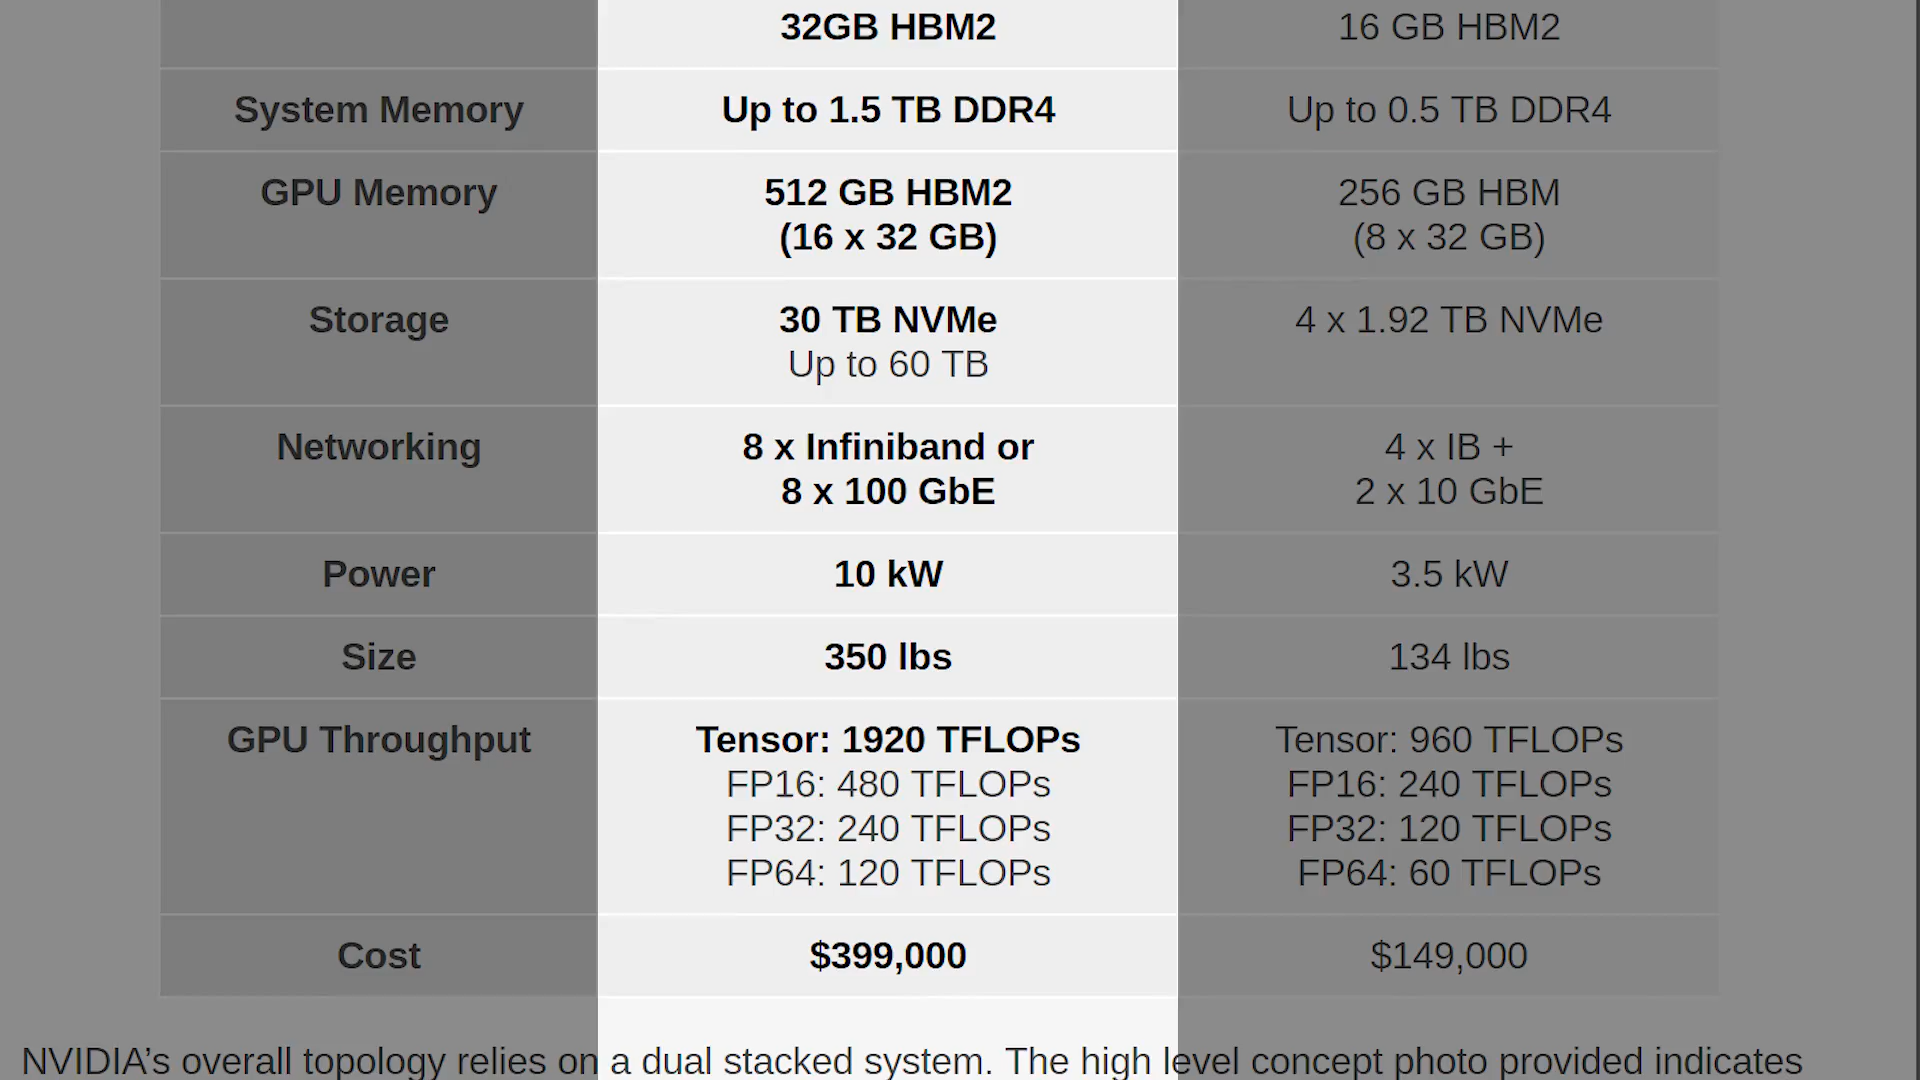 32GB HBM2 16 GB HBM2
System Memory Up to 1.5 TB DDR4 Up to 0.5 TB DDR4
GPU Memory 512 GB HBM2 256 GB HBM
(16 x 32 GB) (8 x 32 GB)
Storage 30 TB NVMe 4 x 1.92 TB NVMe
Up to 60 TB
Networking 8 x Infiniband or 4 x IB +
8 x 100 GbE 2 x 10 GbE
Power 10 kW 3.5 kW
Size 350 lbs 134 lbs
GPU Throughput Tensor: 1920 TFLOPs Tensor: 960 TFLOPs
FP16: 480 TFLOPs FP16: 240 TFLOPs
FP32: 240 TFLOPs FP32: 120 TFLOPs
FP64: 120 TFLOPs FP64: 60 TFLOPs
Cost $399,000 $149,000
NVIDIA’s overall topology relies on a dual stacked system. The high level concept photo provided indicates